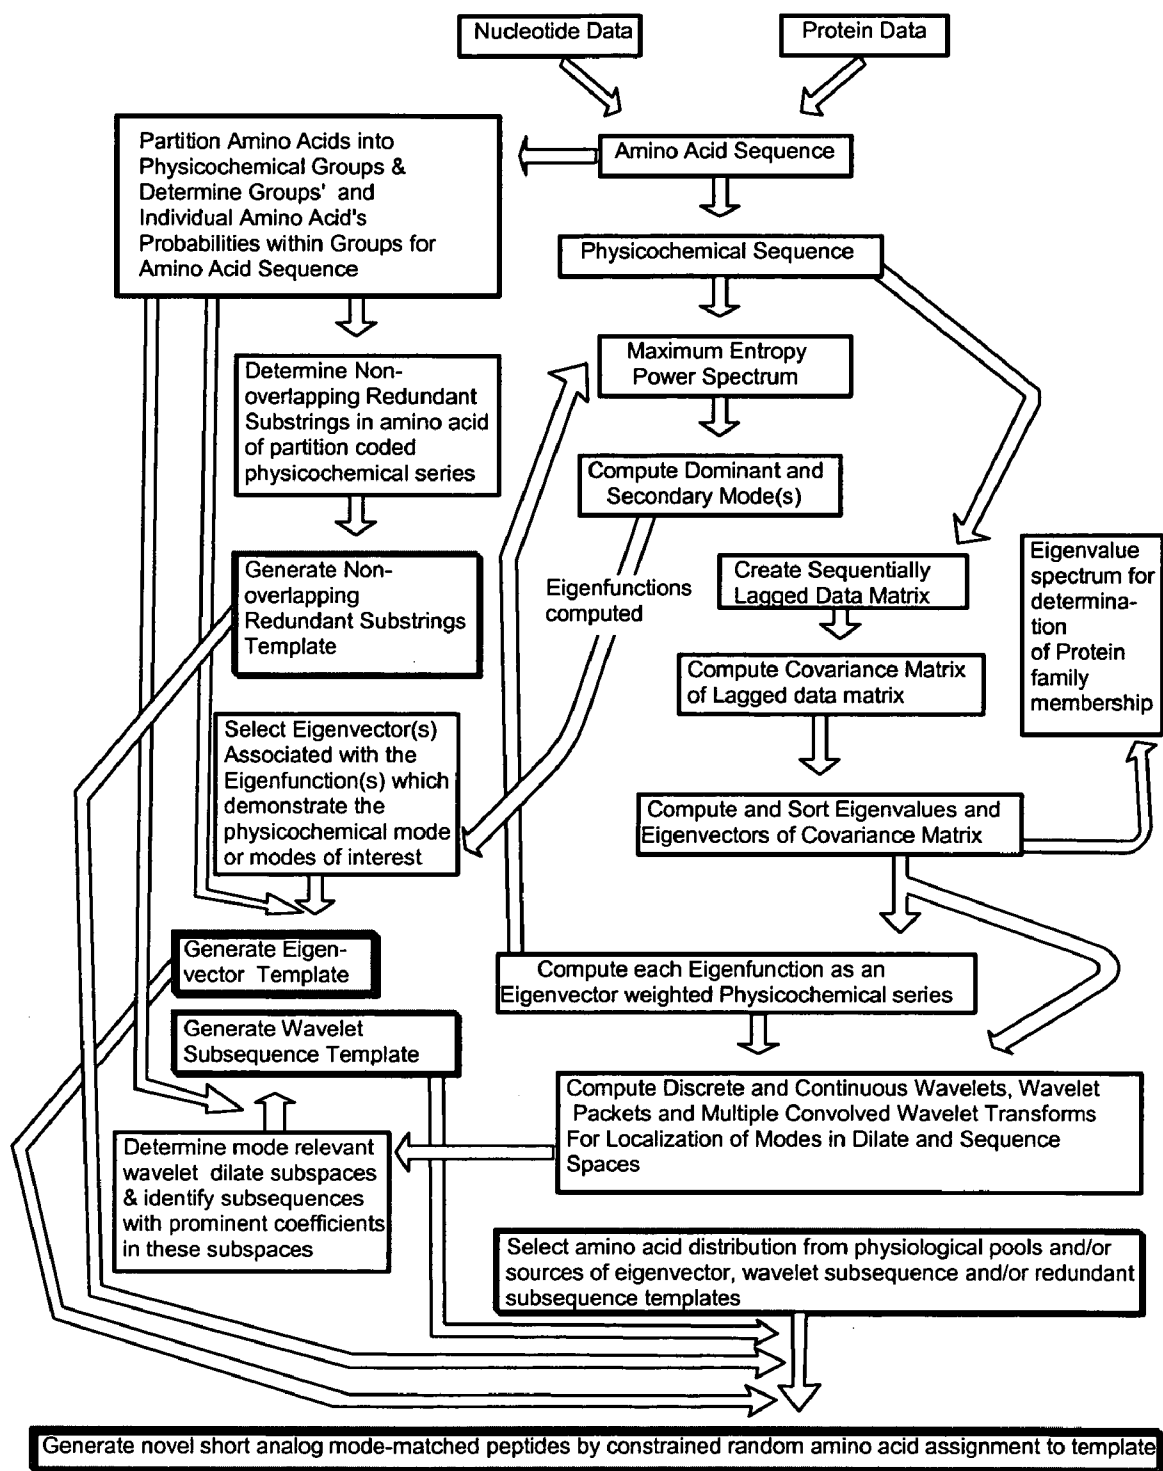 Nucleotide Data
Protein Data
Partition Amino Acids into
Physicochemical Groups &
Determine Groups' and
Individual Amino Acid's
Probabilities within Groups for
Amino Acid Sequence
Amino Acid Sequence
Physicochemical Sequence
Maximum Entropy
Power Spectrum
Determine Non-
overlapping Redundant
Substrings in amino acid
of partition coded
physicochemical series
Compute Dominant and
Secondary Mode(s)
Generate Non-
overlapping
Redundant Substrings
Template
Eigenfunctions
computed
Create Sequentially
Lagged Data Matrix
Eigenvalue
spectrum for
determina-
tion
of Protein
family
membership
Compute Covariance Matrix
of Lagged data matrix
Select Eigenvector(s)
Associated with the
Eigenfunction(s) which
demonstrate the
physicochemical mode
or modes of interest
Compute and Sort Eigenvalues and
Eigenvectors of Covariance Matrix
Generate Eigen-
vector Template
Compute each Eigenfunction as an
Eigenvector weighted Physicochemical series
Generate Wavelet
Subsequence Template
Compute Discrete and Continuous Wavelets, Wavelet
Packets and Multiple Convolved Wavelet Transforms
For Localization of Modes in Dilate and Sequence
Spaces
Determine mode relevant
wavelet dilate subspaces
& identify subsequences
with prominent coefficients
in these subspaces
Select amino acid distribution from physiological pools and/or
sources of eigenvector, wavelet subsequence and/or redundant
subsequence templates
Generate novel short analog mode-matched peptides by constrained random amino acid assignment to template